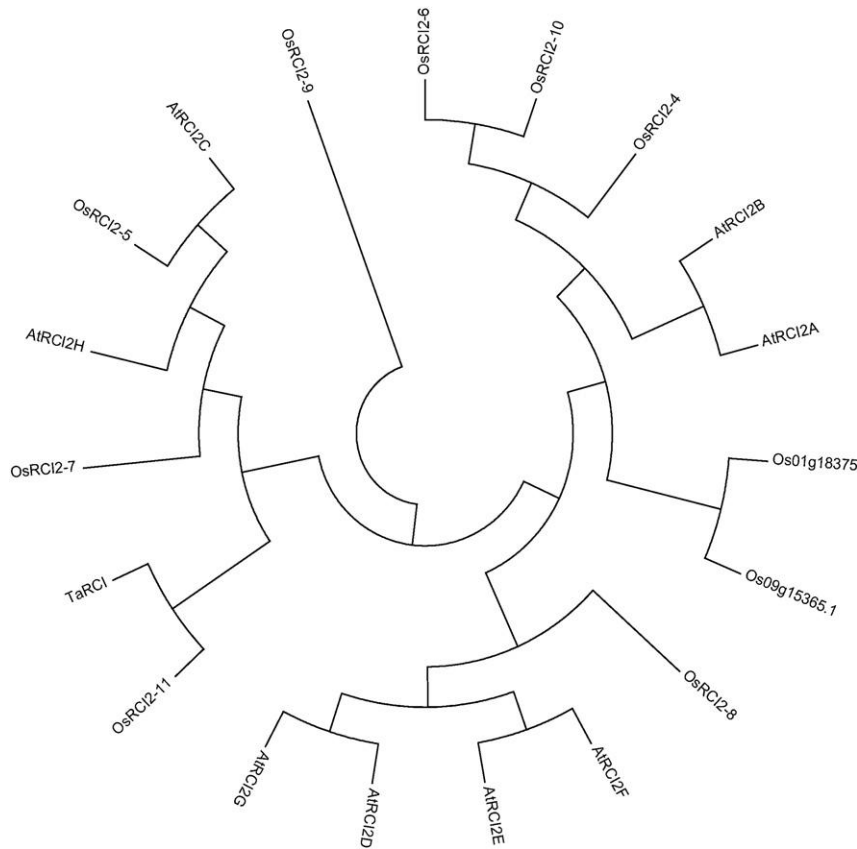 OsRCI2-6
OsRCI2-10
OsRCI2-4
AtRCI2B
AtRCI2A
Os01g18375
Os09g15365.1
OsRCI2-8
AtRCI2F
AtRCI2E
AtRCI2D
AtRCI2G
OsRCI2-11
TaRCI
OsRCI2-7
AtRCI2H
OsRCI2-5
AtRCI2C
OsRCI2-9